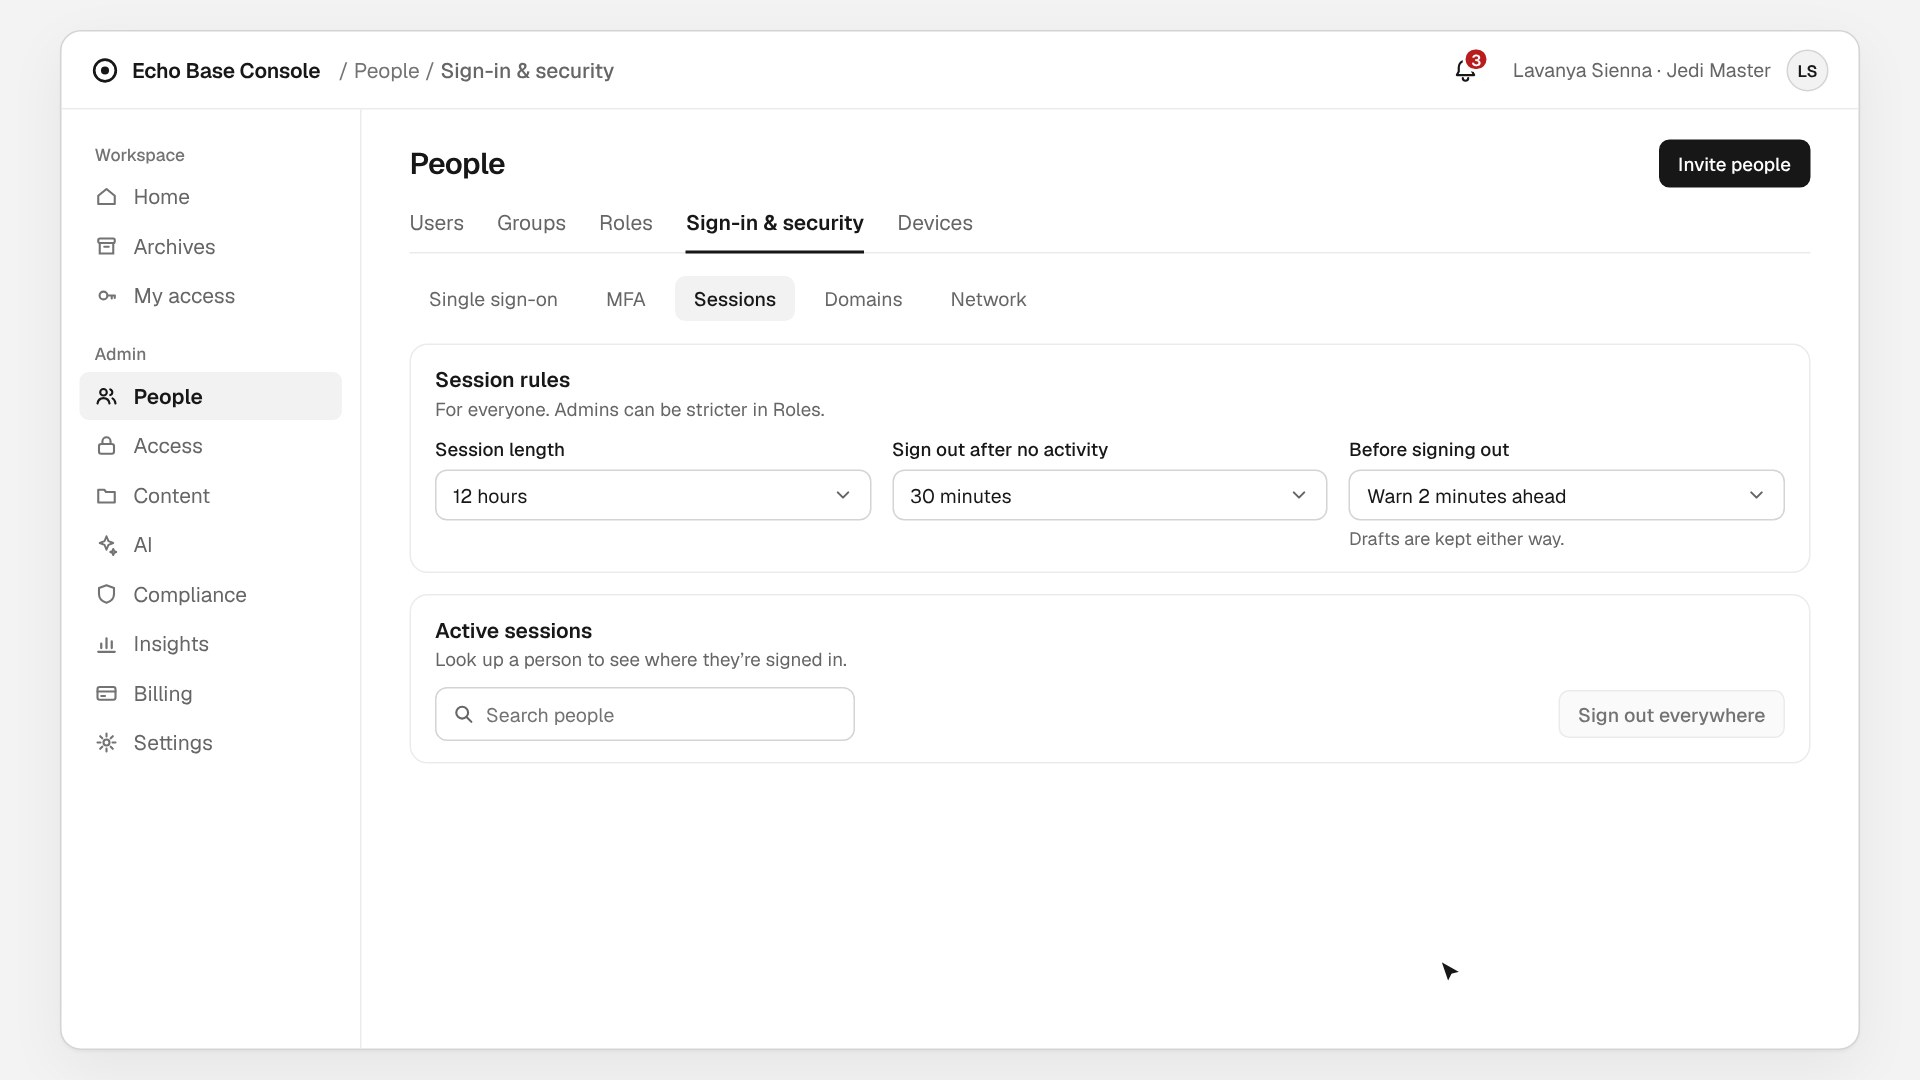 Echo Base Console / People / Sign-in & security
3
Lavanya Sienna · Jedi Master
LS
Workspace
Home
Archives
My access
Admin
People
Access
Content
AI
Compliance
Insights
Billing
Settings
People
Invite people
Users Groups Roles Sign-in & security Devices
Single sign-on MFA Sessions Domains Network
Session rules
For everyone. Admins can be stricter in Roles.
Session length
12 hours
Sign out after no activity
30 minutes
Before signing out
Warn 2 minutes ahead
Drafts are kept either way.
Active sessions
Look up a person to see where they’re signed in.
Search people
Sign out everywhere